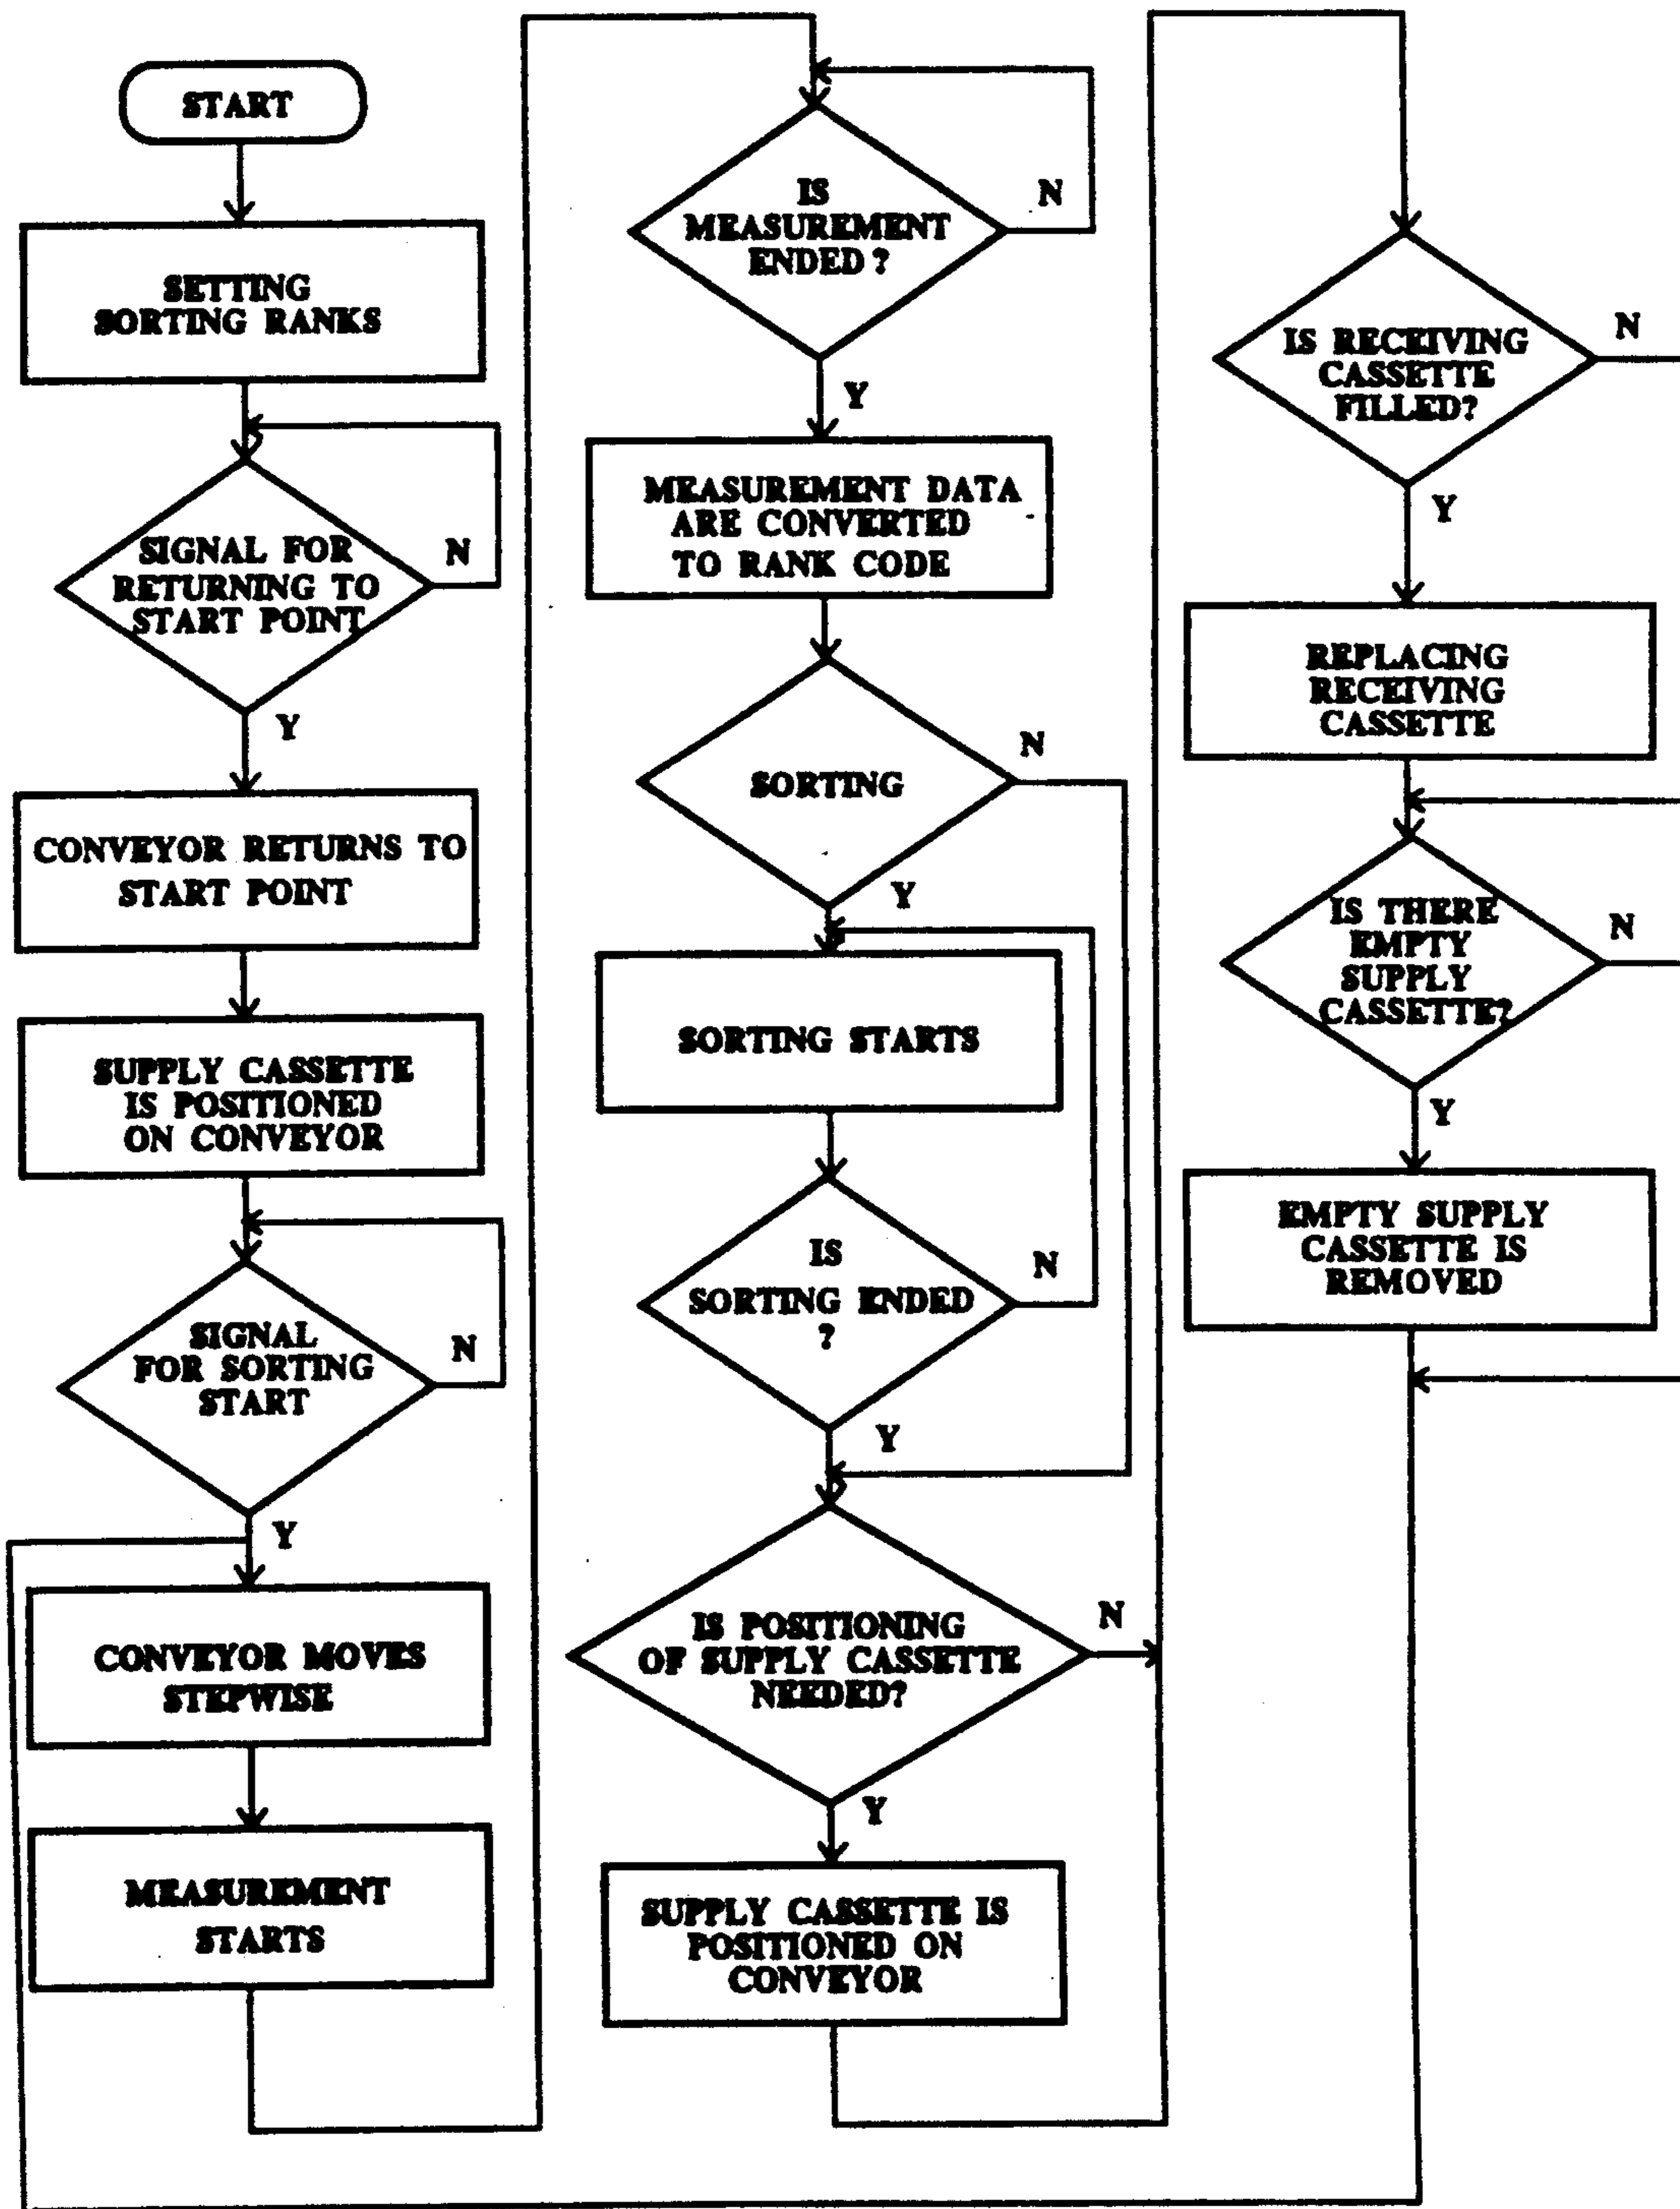 START
SETTING
SORTING RANKS
SIGNAL FOR
RETURNING TO
START POINT
N
Y
CONVEYOR RETURNS TO
START POINT
SUPPLY CASSETTE
IS POSITIONED
ON CONVEYOR
SIGNAL
FOR SORTING
START
N
Y
CONVEYOR MOVES
STEPWISE
MEASUREMENT
STARTS
IS
MEASUREMENT
ENDED?
N
Y
MEASUREMENT DATA
ARE CONVERTED
TO RANK CODE
SORTING
N
Y
SORTING STARTS
IS
SORTING ENDED
?
N
Y
IS POSITIONING
OF SUPPLY CASSETTE
NEEDED?
N
Y
SUPPLY CASSETTE IS
POSITIONED ON
CONVEYOR
IS RECEIVING
CASSETTE
FILLED?
N
Y
REPLACING
RECEIVING
CASSETTE
IS THERE
EMPTY
SUPPLY
CASSETTE?
N
Y
EMPTY SUPPLY
CASSETTE IS
REMOVED